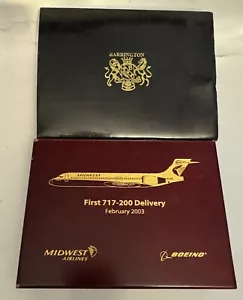 BARRINGTON
MIDWEST
First 717-200 Delivery
February 2003
MIDWEST
AIRLINES
BOEING